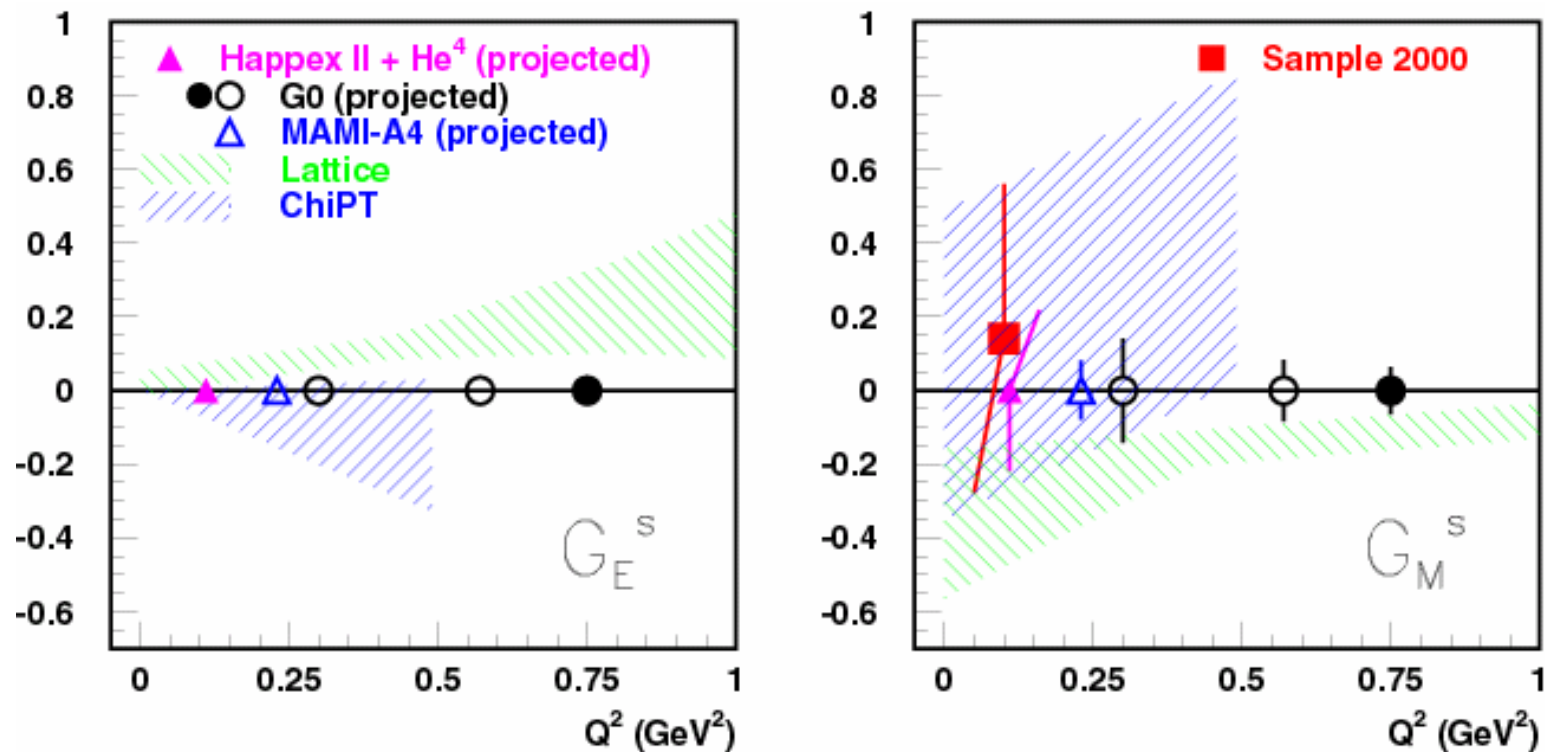 1
Happex II + He⁴ (projected)
G0 (projected)
MAMI-A4 (projected)
Lattice
ChiPT
0.8
0.6
0.4
0.2
0
-0.2
-0.4
-0.6
G_E^s
0 0.25 0.5 0.75 1
Q² (GeV²)
1
Sample 2000
0.8
0.6
0.4
0.2
0
-0.2
-0.4
-0.6
G_M^s
0 0.25 0.5 0.75 1
Q² (GeV²)